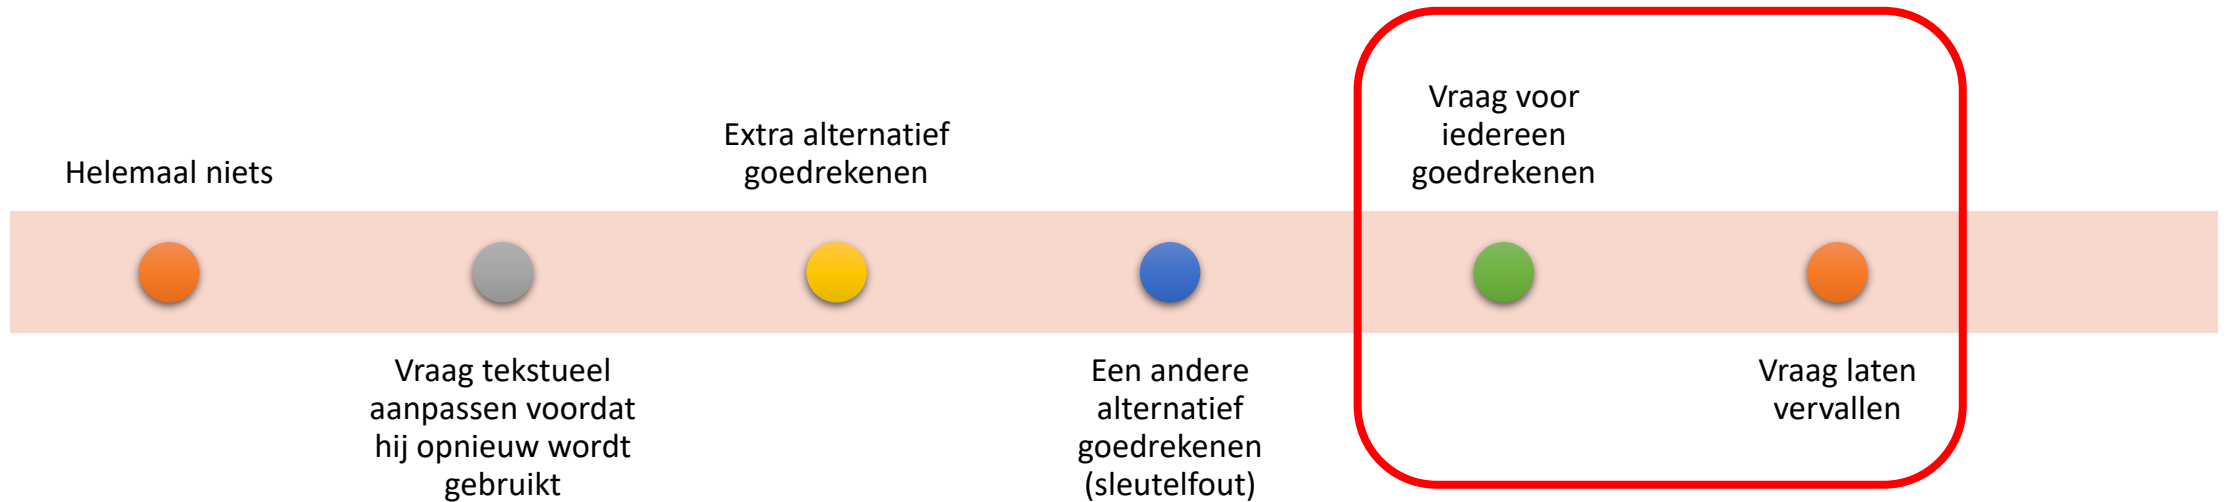 Helemaal niets
Vraag tekstueel
aanpassen voordat
hij opnieuw wordt
gebruikt
Extra alternatief
goedrekenen
Een andere
alternatief
goedrekenen
(sleutelfout)
Vraag voor
iedereen
goedrekenen
Vraag laten
vervallen